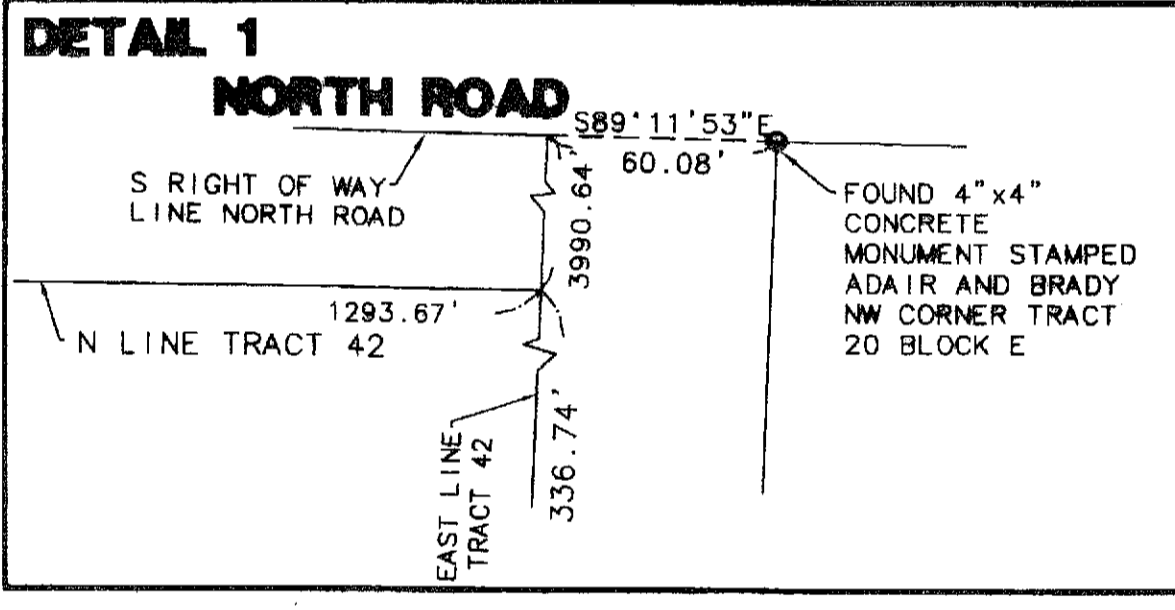 DETAIL 1
NORTH ROAD
S89°11'53"E
60.08'
S RIGHT OF WAY
LINE NORTH ROAD
3990.64'
FOUND 4"x4"
CONCRETE
MONUMENT STAMPED
ADAIR AND BRADY
NW CORNER TRACT
20 BLOCK E
1293.67'
N LINE TRACT 42
EAST LINE
TRACT 42
336.74'